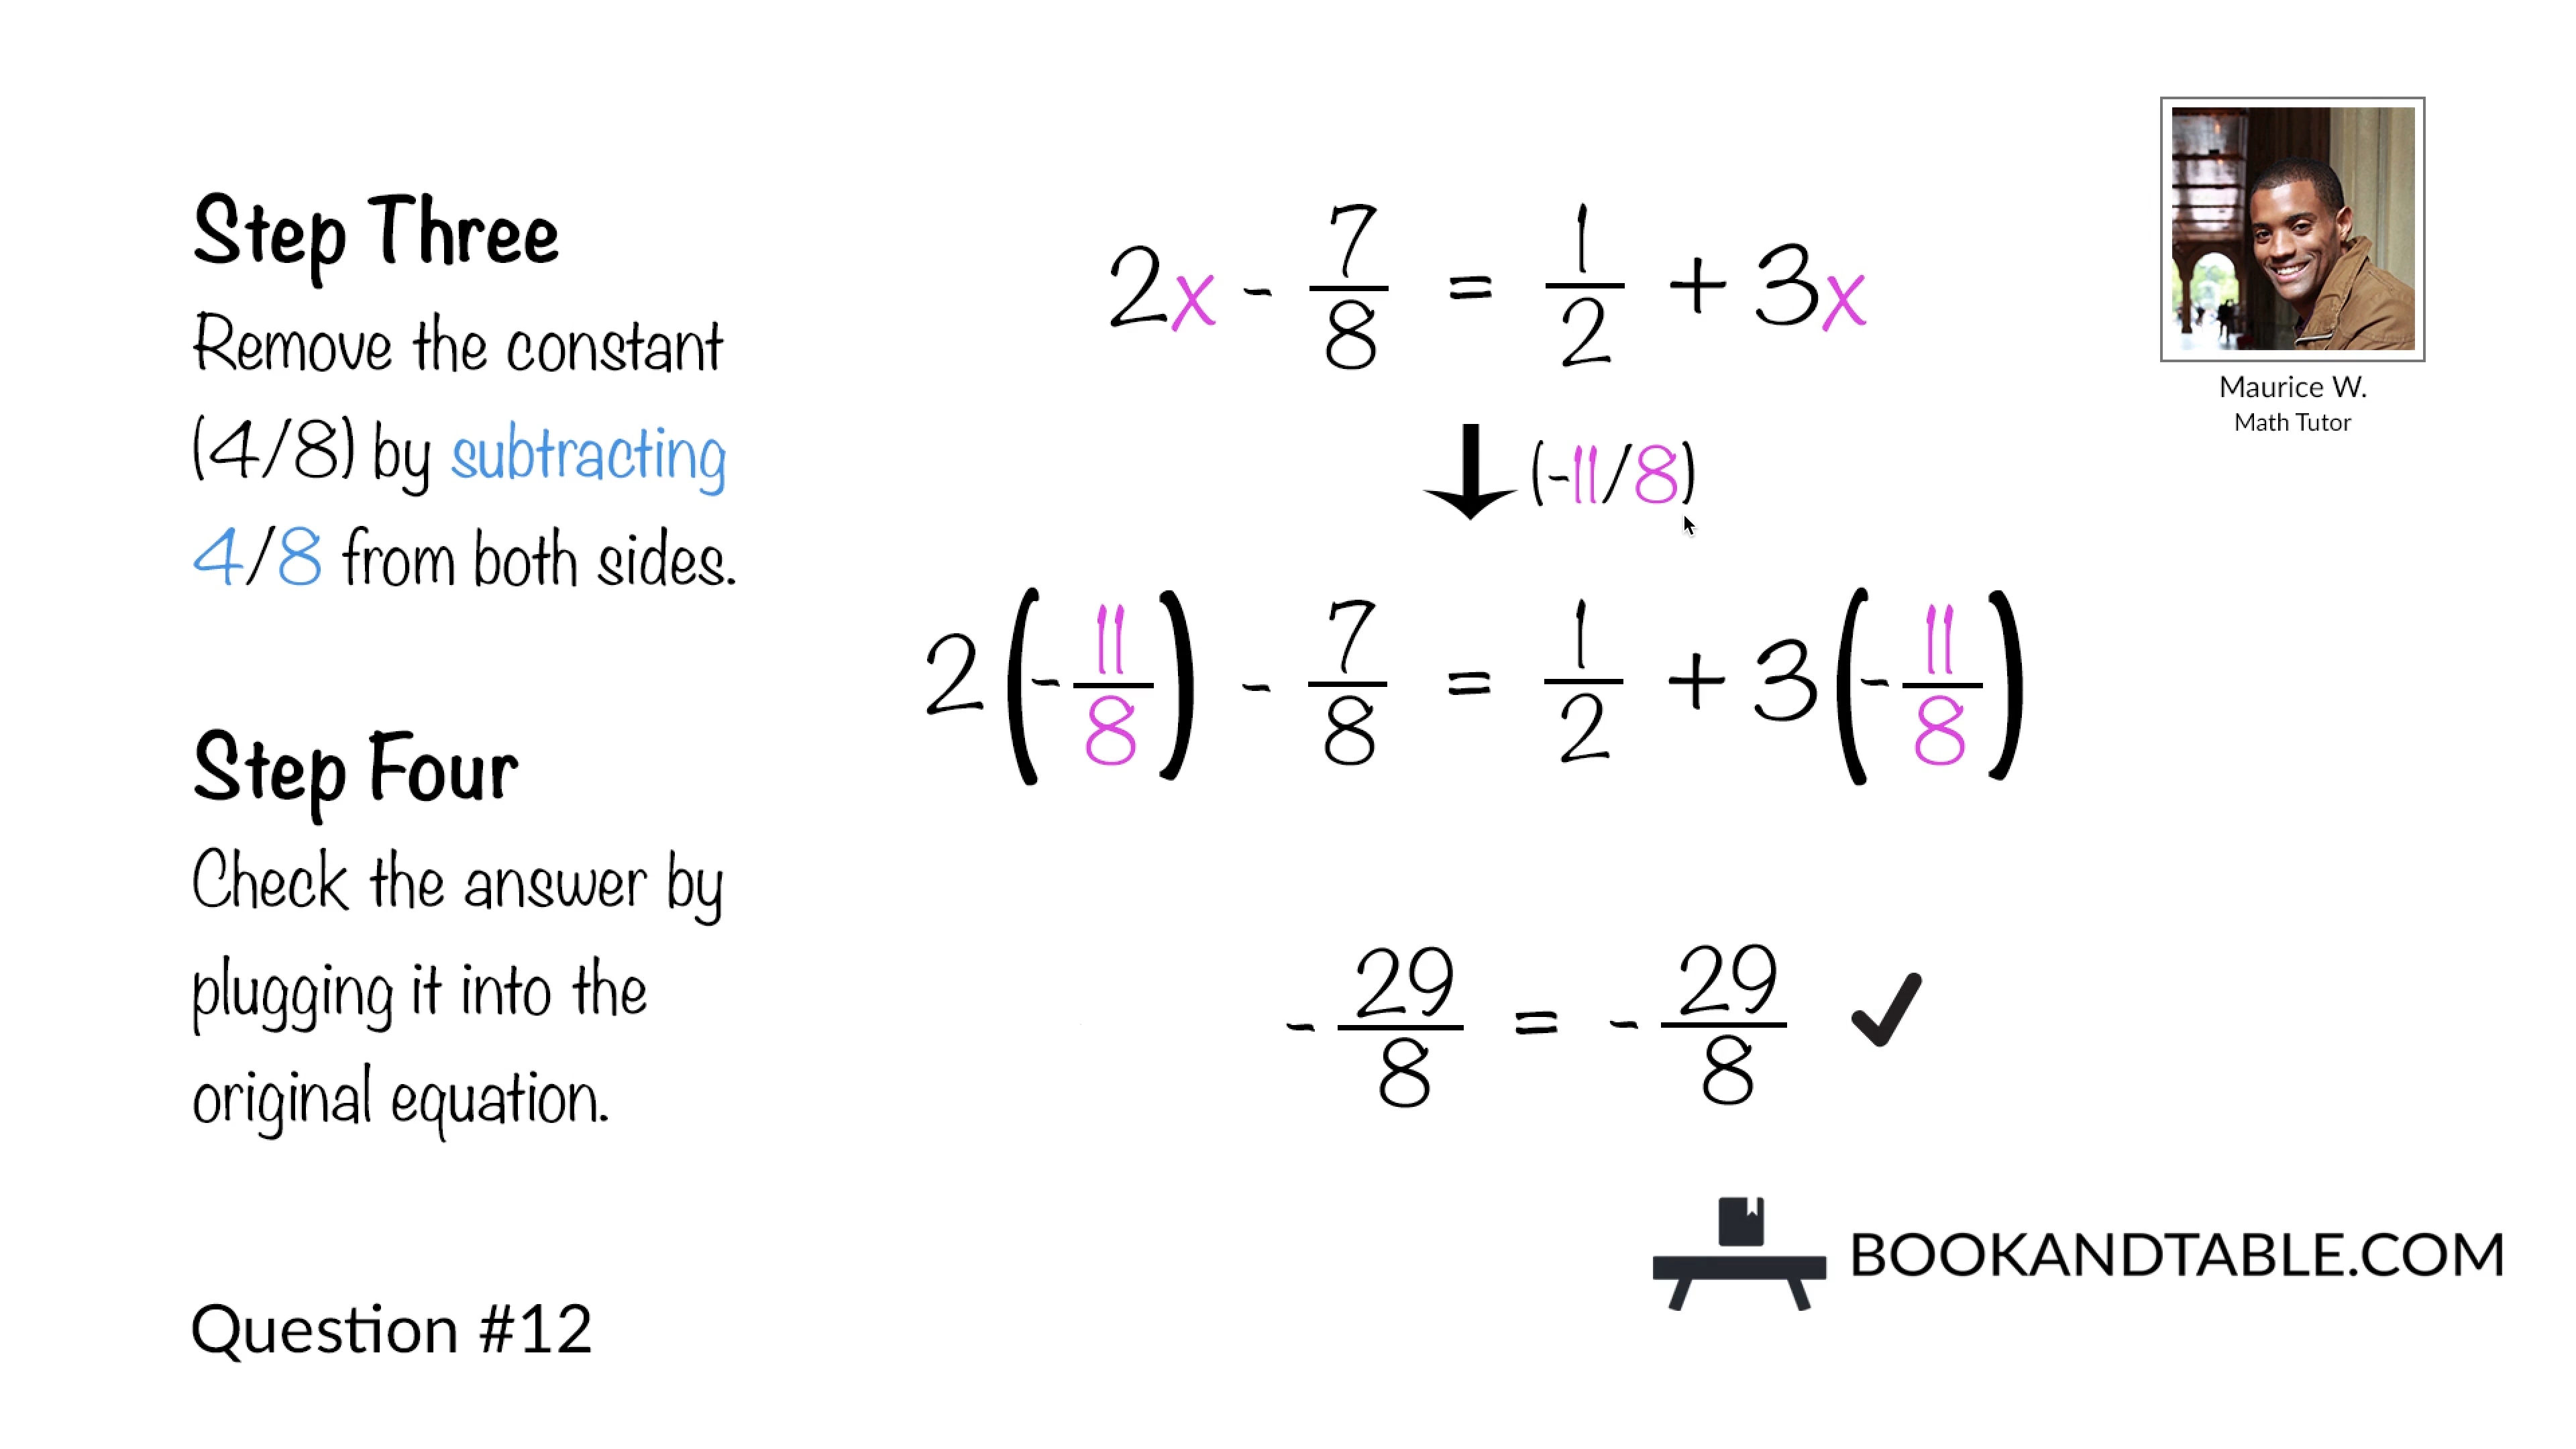 Step Three
Remove the constant
(4/8) by subtracting
4/8 from both sides.
Step Four
Check the answer by
plugging it into the
original equation.
Question #12
2x - 7/8 = 1/2 + 3x
(-11/8)
2(-11/8) - 7/8 = 1/2 + 3(-11/8)
-29/8 = -29/8 ✓
Maurice W.
Math Tutor
BOOKANDTABLE.COM